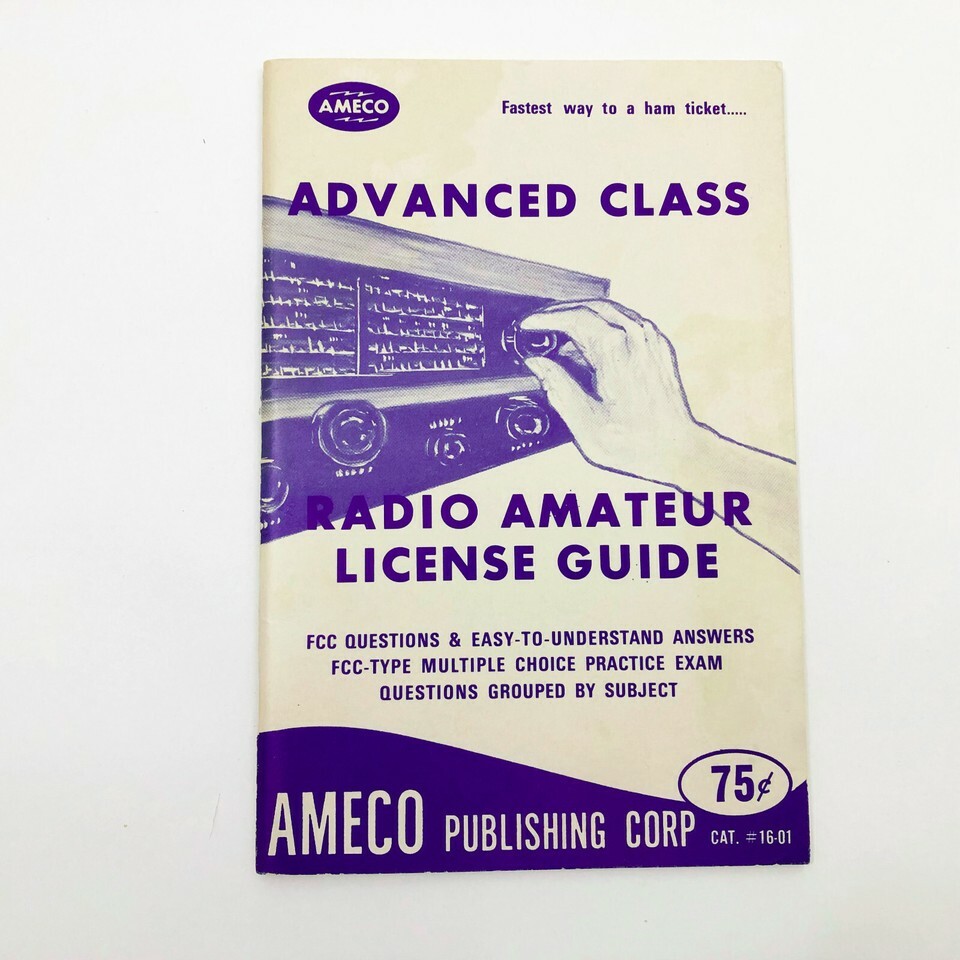 AMECO
Fastest way to a ham ticket.....
ADVANCED CLASS
RADIO AMATEUR
LICENSE GUIDE
FCC QUESTIONS & EASY-TO-UNDERSTAND ANSWERS
FCC-TYPE MULTIPLE CHOICE PRACTICE EXAM
QUESTIONS GROUPED BY SUBJECT
75¢
AMECO PUBLISHING CORP CAT. #16-01